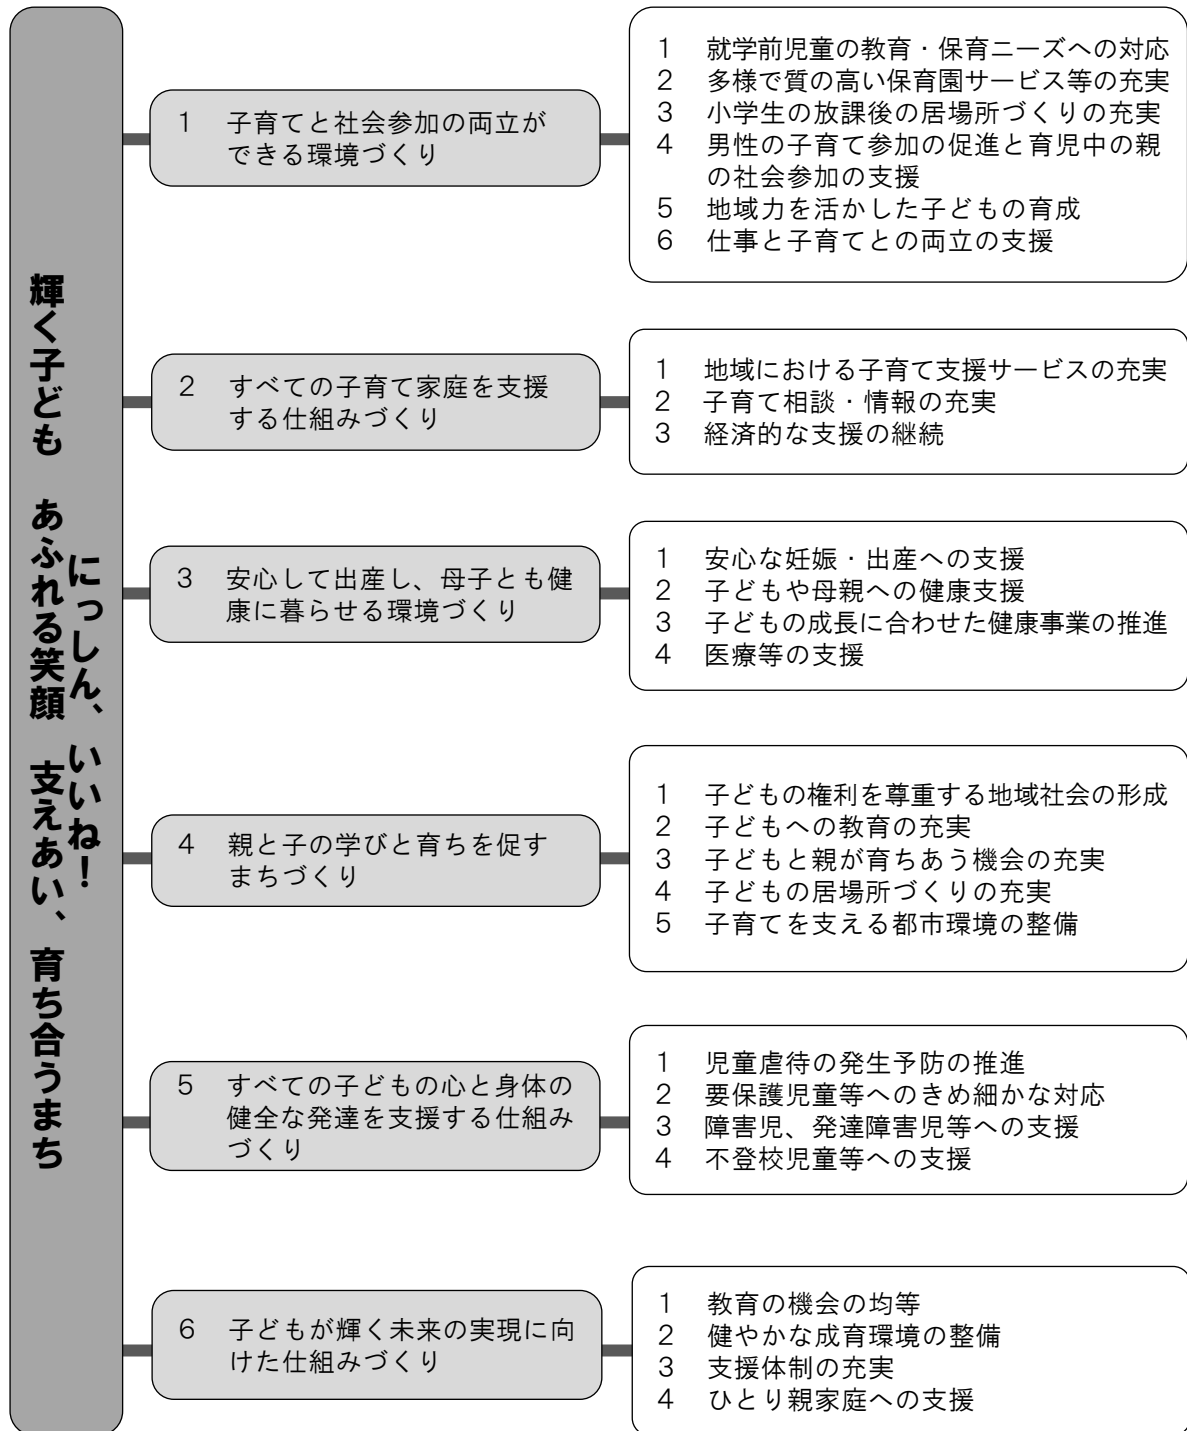 輝く子ども　あふれる笑顔　支えあい、育ち合うまち
にっしん、いいね！
1　子育てと社会参加の両立が
できる環境づくり
1　就学前児童の教育・保育ニーズへの対応
2　多様で質の高い保育園サービス等の充実
3　小学生の放課後の居場所づくりの充実
4　男性の子育て参加の促進と育児中の親
の社会参加の支援
5　地域力を活かした子どもの育成
6　仕事と子育てとの両立の支援
2　すべての子育て家庭を支援
する仕組みづくり
1　地域における子育て支援サービスの充実
2　子育て相談・情報の充実
3　経済的な支援の継続
3　安心して出産し、母子とも健
康に暮らせる環境づくり
1　安心な妊娠・出産への支援
2　子どもや母親への健康支援
3　子どもの成長に合わせた健康事業の推進
4　医療等の支援
4　親と子の学びと育ちを促す
まちづくり
1　子どもの権利を尊重する地域社会の形成
2　子どもへの教育の充実
3　子どもと親が育ちあう機会の充実
4　子どもの居場所づくりの充実
5　子育てを支える都市環境の整備
5　すべての子どもの心と身体の
健全な発達を支援する仕組み
づくり
1　児童虐待の発生予防の推進
2　要保護児童等へのきめ細かな対応
3　障害児、発達障害児等への支援
4　不登校児童等への支援
6　子どもが輝く未来の実現に向
けた仕組みづくり
1　教育の機会の均等
2　健やかな成育環境の整備
3　支援体制の充実
4　ひとり親家庭への支援